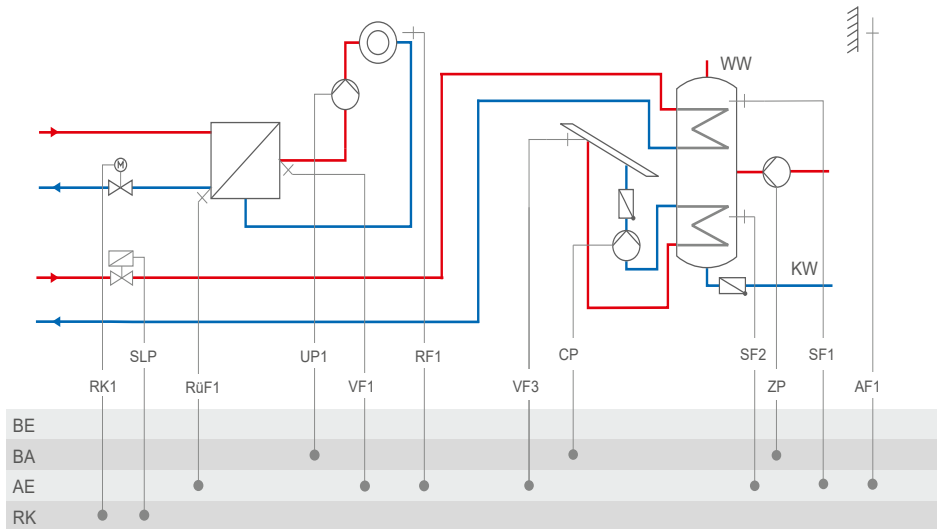 WW
M
KW
SLP UP1 RF1 CP SF2 SF1
RK1 RüF1 VF1 VF3 ZP AF1
BE
BA
AE
RK